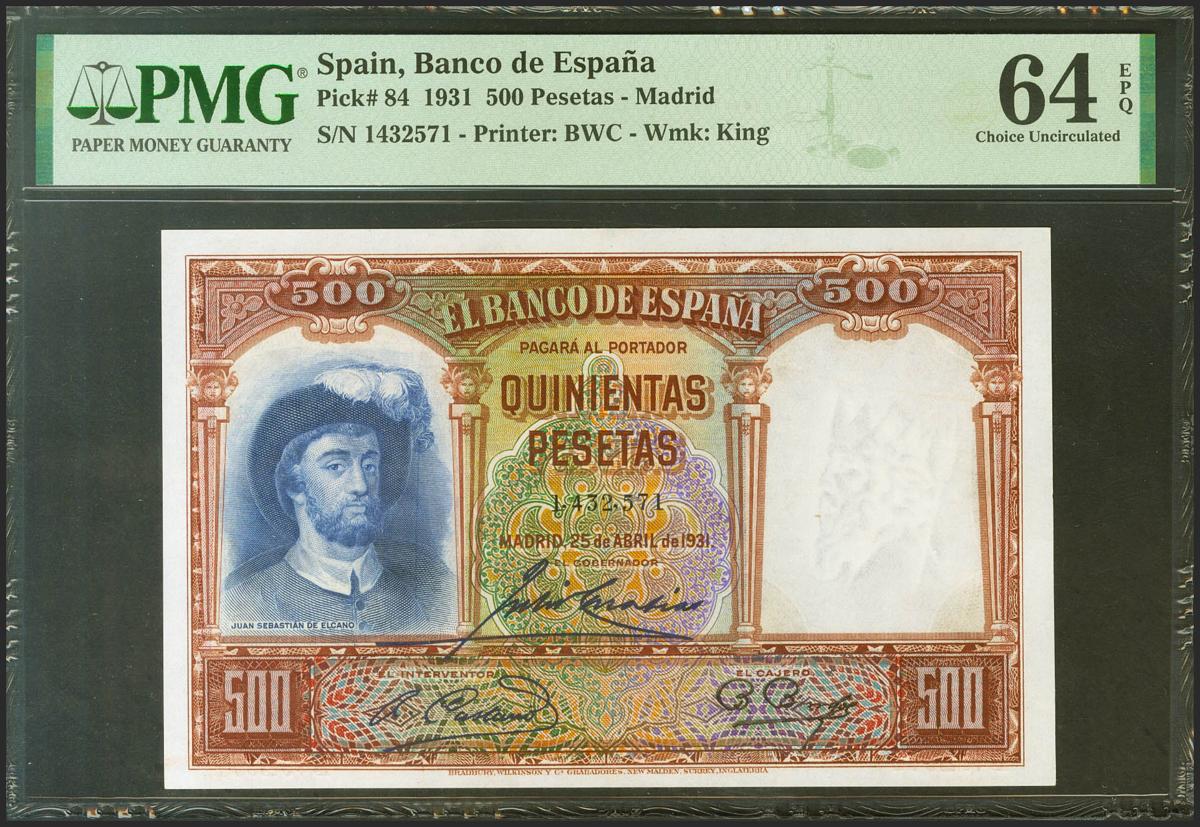 PMG®
PAPER MONEY GUARANTY
Spain, Banco de España
Pick# 84 1931 500 Pesetas - Madrid
S/N 1432571 - Printer: BWC - Wmk: King
64 EPQ
Choice Uncirculated
500 500
EL BANCO DE ESPAÑA
PAGARÁ AL PORTADOR
QUINIENTAS
PESETAS
1,432,571
MADRID 25 de ABRIL de 1931
EL GOBERNADOR
JUAN SEBASTIÁN DE ELCANO
EL INTERVENTOR EL CAJERO
500 500
BRADBURY, WILKINSON Y Cª GRABADORES, NEW MALDEN, SURREY, INGLATERRA